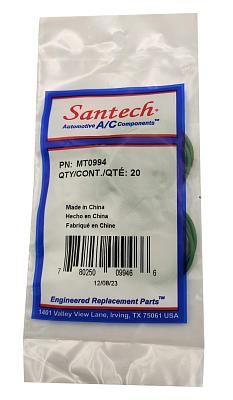 Santech
Automotive A/C Components™
PN: MT0994
QTY/CONT./QTÉ: 20
Made in China
Hecho en China
Fabriqué en Chine
7 80250 09946 6
12/08/23
Engineered Replacement Parts™
1401 Valley View Lane, Irving, TX 75061 USA